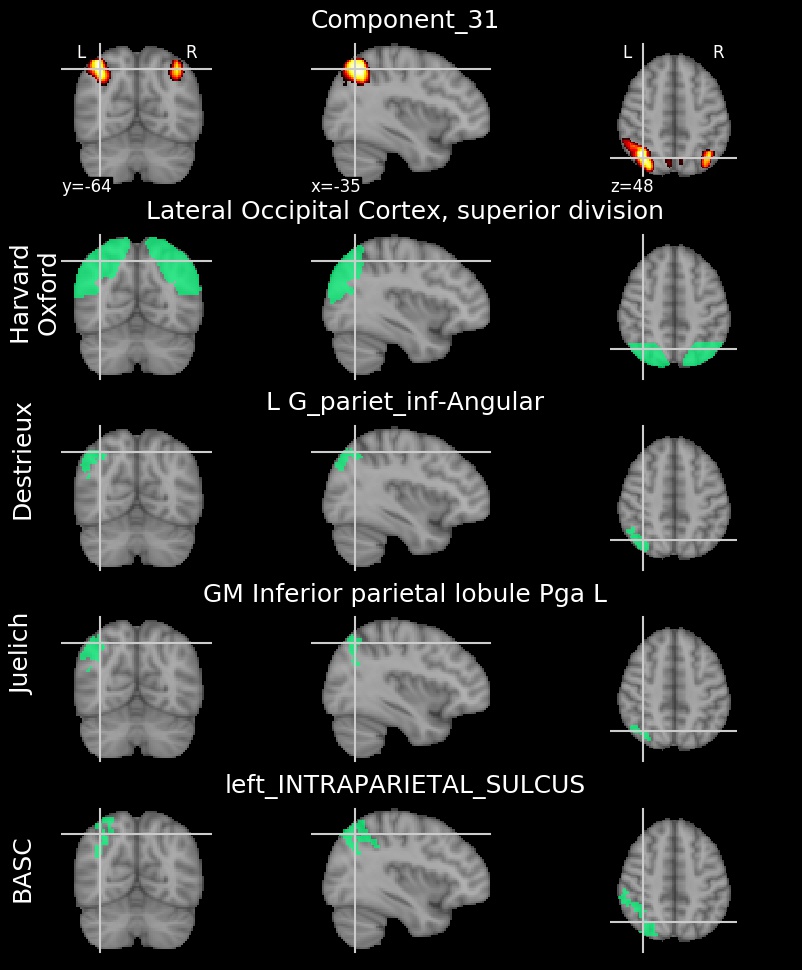 Component_31
L R
L R
y=-64
x=-35
z=48
Lateral Occipital Cortex, superior division
Harvard
Oxford
L G_pariet_inf-Angular
Destrieux
GM Inferior parietal lobule Pga L
Juelich
left_INTRAPARIETAL_SULCUS
BASC